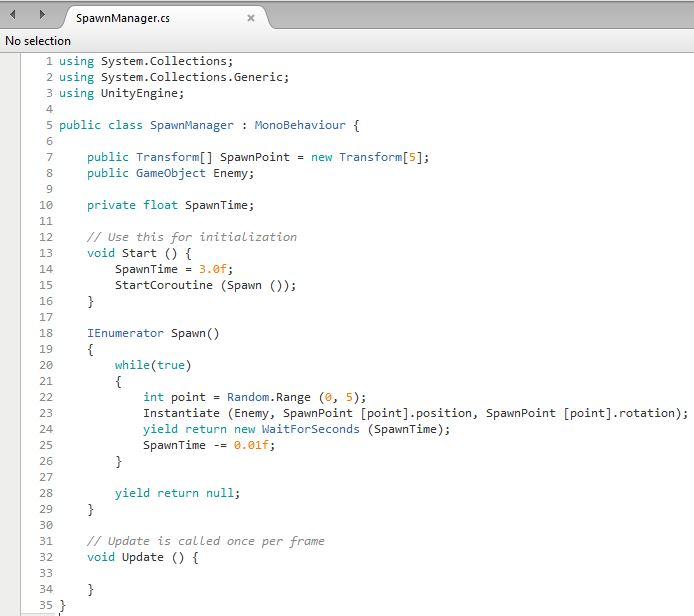 SpawnManager.cs
No selection
1 using System.Collections;
2 using System.Collections.Generic;
3 using UnityEngine;
4
5 public class SpawnManager : MonoBehaviour {
6
7 public Transform[] SpawnPoint = new Transform[5];
8 public GameObject Enemy;
9
10 private float SpawnTime;
11
12 // Use this for initialization
13 void Start () {
14 SpawnTime = 3.0f;
15 StartCoroutine (Spawn ());
16 }
17
18 IEnumerator Spawn()
19 {
20 while(true)
21 {
22 int point = Random.Range (0, 5);
23 Instantiate (Enemy, SpawnPoint [point].position, SpawnPoint [point].rotation);
24 yield return new WaitForSeconds (SpawnTime);
25 SpawnTime -= 0.01f;
26 }
27
28 yield return null;
29 }
30
31 // Update is called once per frame
32 void Update () {
33
34 }
35 }